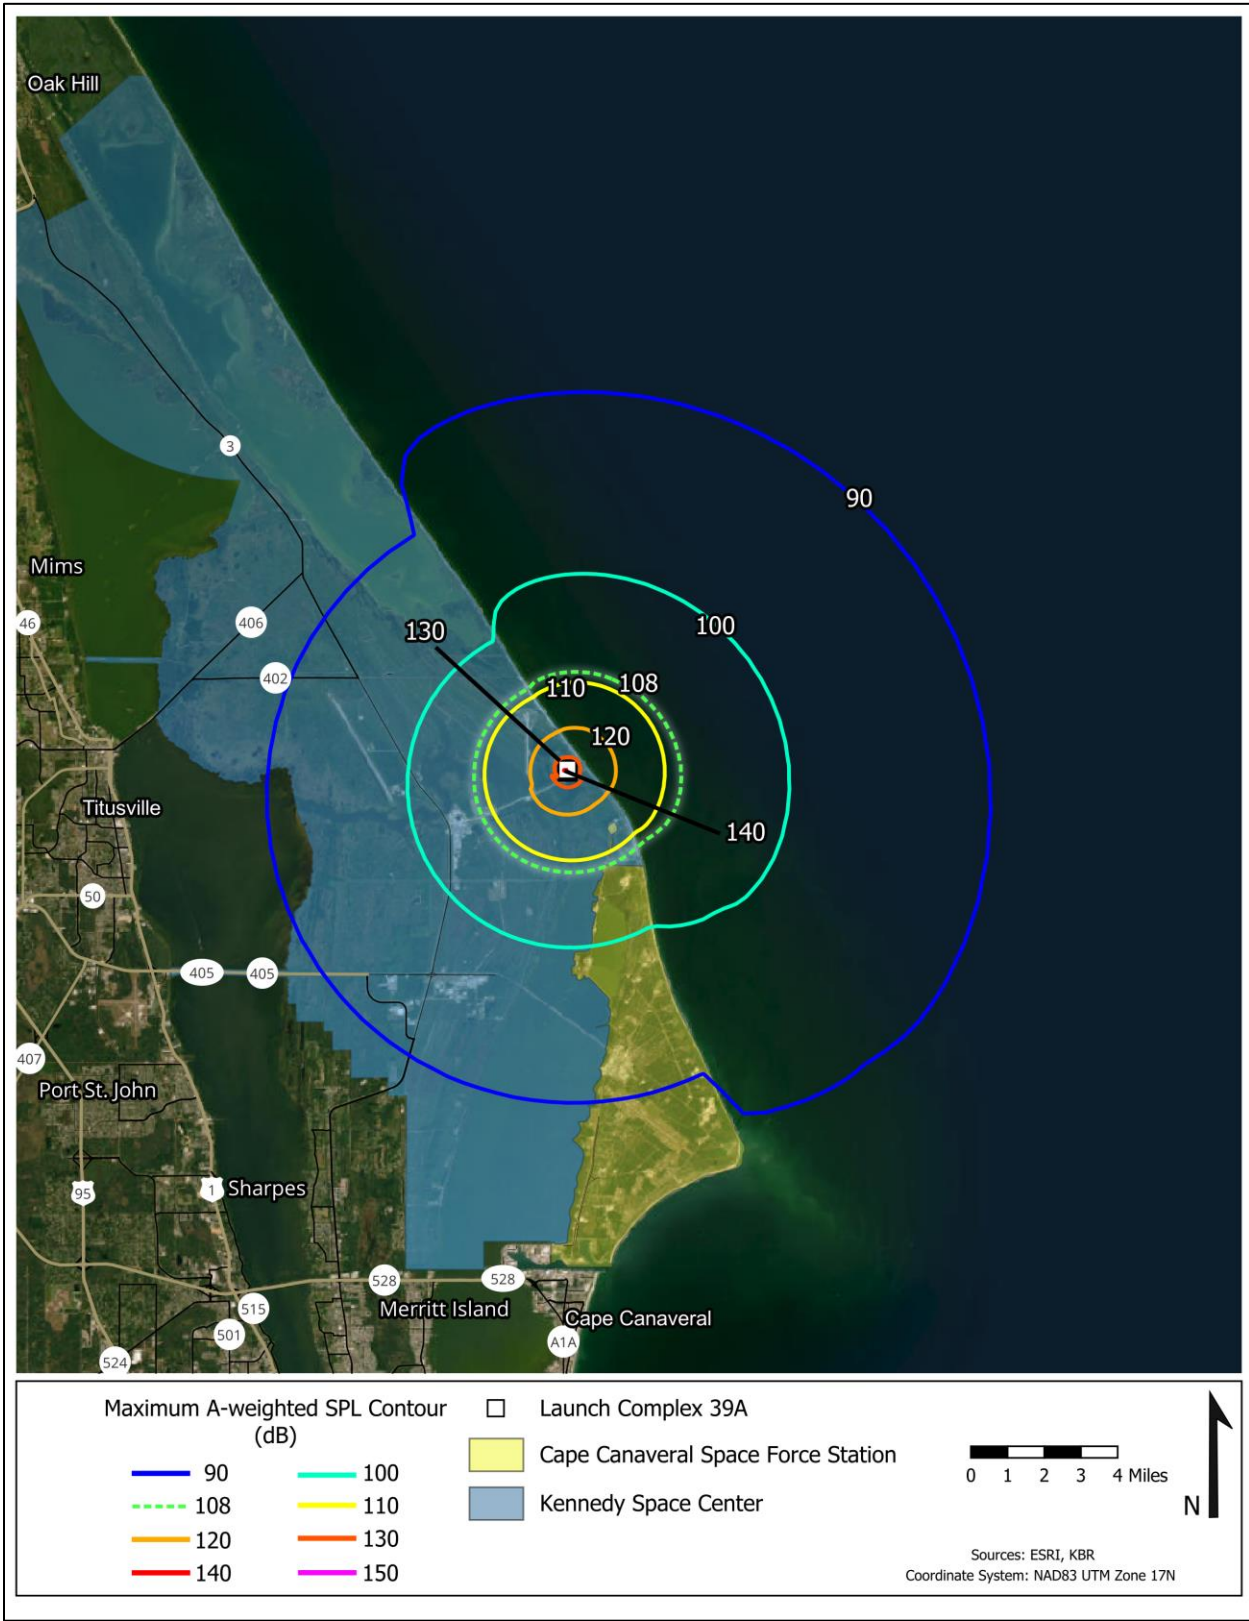 Oak Hill
3
90
Mims
46
406
130
100
402
110
108
120
Titusville
140
50
405
405
407
Port St. John
95
1
Sharpes
528
528
515
Merritt Island
Cape Canaveral
501
A1A
524
Maximum A-weighted SPL Contour
(dB)
90
100
108
110
120
130
140
150
Launch Complex 39A
Cape Canaveral Space Force Station
Kennedy Space Center
0 1 2 3 4 Miles
N
Sources: ESRI, KBR
Coordinate System: NAD83 UTM Zone 17N